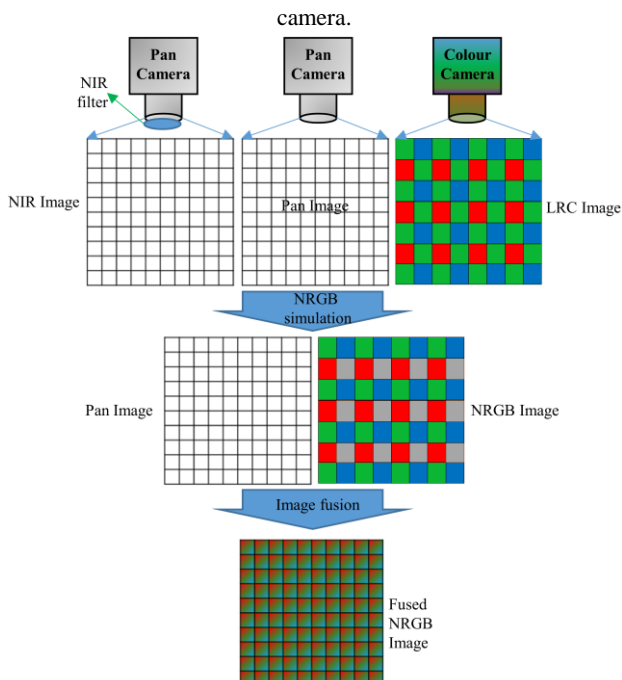 camera.
Pan
Camera
Pan
Camera
Colour
Camera
NIR
filter
NIR Image
Pan Image
LRC Image
NRGB
simulation
Pan Image
NRGB Image
Image fusion
Fused
NRGB
Image